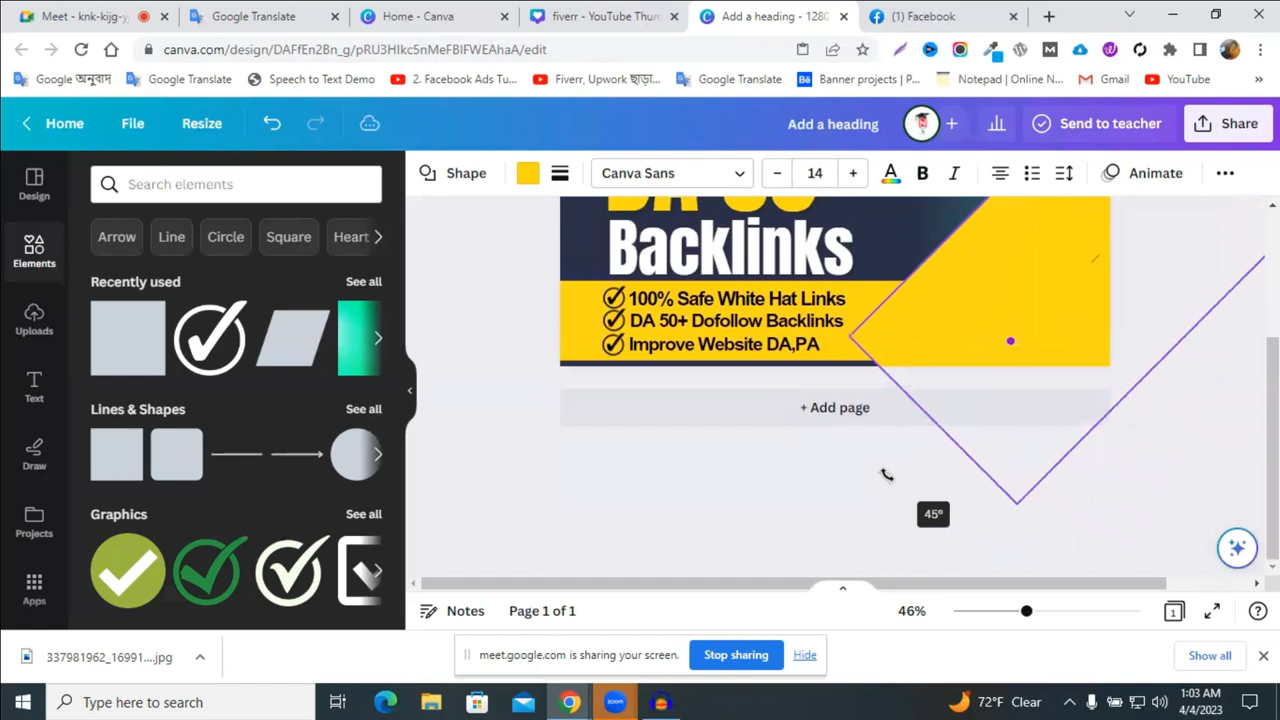 Meet - knk-kijg-y
Google Translate
Home - Canva
fiverr - YouTube Thun
Add a heading - 1280
(1) Facebook
canva.com/design/DAFfEn2Bn_g/pRU3HIkc5nMeFBIFWEAhaA/edit
Google অনুবাদ
Google Translate
Speech to Text Demo
2. Facebook Ads Tu...
Fiverr, Upwork ছাড়া...
Google Translate
Banner projects | P...
Notepad | Online N...
Gmail
YouTube
Home
File
Resize
Add a heading
Send to teacher
Share
Design
Elements
Uploads
Text
Draw
Projects
Apps
Search elements
Arrow
Line
Circle
Square
Heart
Recently used
See all
Lines & Shapes
See all
Graphics
See all
Shape
Canva Sans
14
A
B
I
Animate
Backlinks
100% Safe White Hat Links
DA 50+ Dofollow Backlinks
Improve Website DA,PA
+ Add page
45°
Notes
Page 1 of 1
46%
1
337981962_16991....jpg
meet.google.com is sharing your screen.
Stop sharing
Hide
Show all
Type here to search
zoom
72°F Clear
1:03 AM
4/4/2023